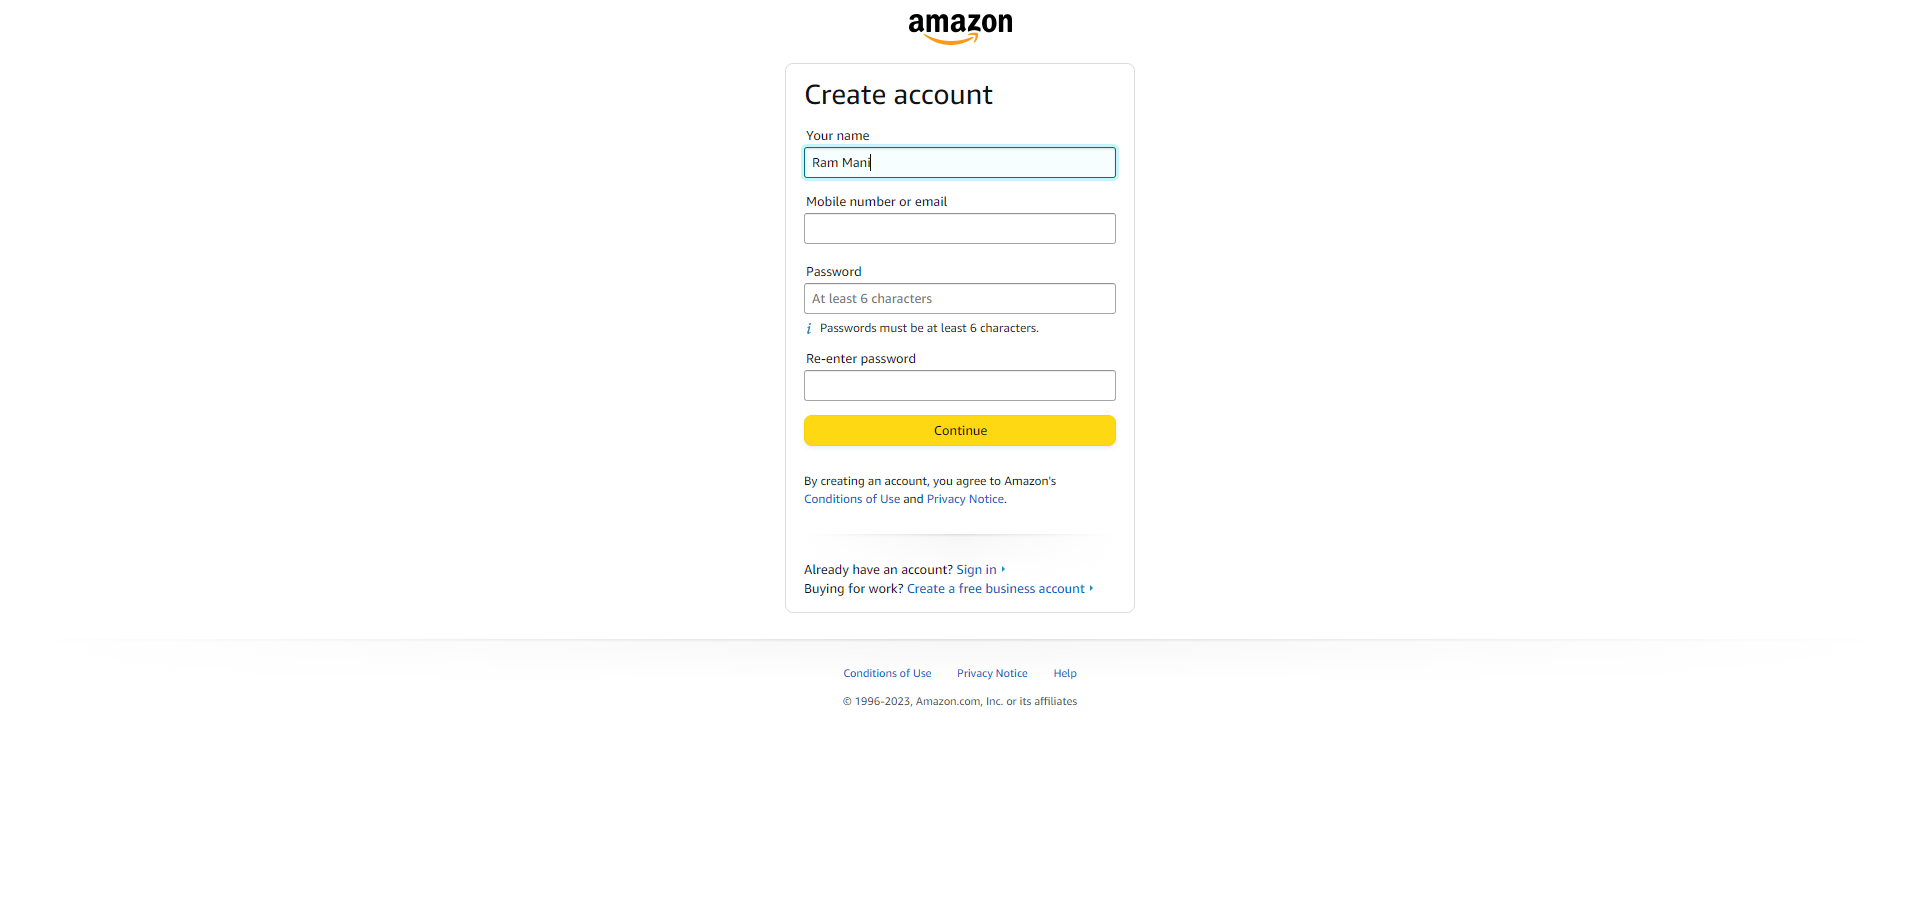 amazon
Create account
Your name
Ram Mani
Mobile number or email
Password
At least 6 characters
i Passwords must be at least 6 characters.
Re-enter password
Continue
By creating an account, you agree to Amazon's
Conditions of Use and Privacy Notice.
Already have an account? Sign in
Buying for work? Create a free business account
Conditions of Use Privacy Notice Help
© 1996-2023, Amazon.com, Inc. or its affiliates